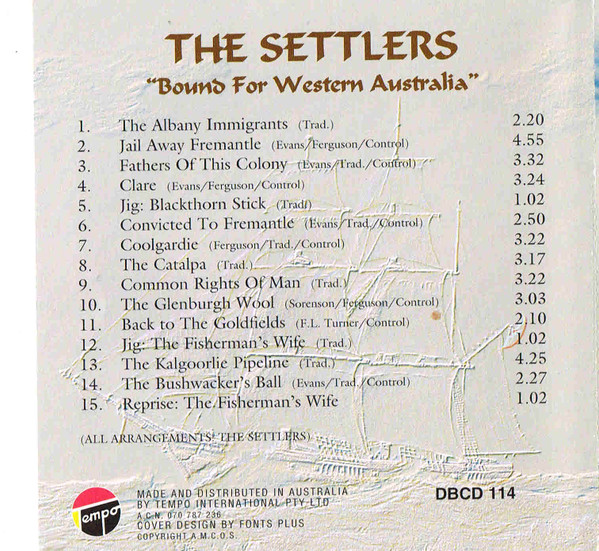 THE SETTLERS
"Bound For Western Australia"
1. The Albany Immigrants (Trad.) 2.20
2. Jail Away Fremantle (Evans/Ferguson/Control) 4.55
3. Fathers Of This Colony (Evans/Trad./Control) 3.32
4. Clare (Evans/Ferguson/Control) 3.24
5. Jig: Blackthorn Stick (Trad/) 1.02
6. Convicted To Fremantle (Evans/Trad./Control) 2.50
7. Coolgardie (Ferguson/Trad./Control) 3.22
8. The Catalpa (Trad.) 3.17
9. Common Rights Of Man (Trad.) 3.22
10. The Glenburgh Wool (Sorenson/Ferguson/Control) 3.03
11. Back to The Goldfields (F.L. Turner/Control) 2.10
12. Jig: The Fisherman's Wife (Trad.) 1.02
13. The Kalgoorlie Pipeline (Trad.) 4.25
14. The Bushwacker's Ball (Evans/Trad./Control) 2.27
15. Reprise: The Fisherman's Wife 1.02
(ALL ARRANGEMENTS: THE SETTLERS)
Tempo
MADE AND DISTRIBUTED IN AUSTRALIA
BY TEMPO INTERNATIONAL PTY LTD
A.C.N. 070 787 236
COVER DESIGN BY FONTS PLUS
COPYRIGHT A.M.C.O.S.
DBCD 114